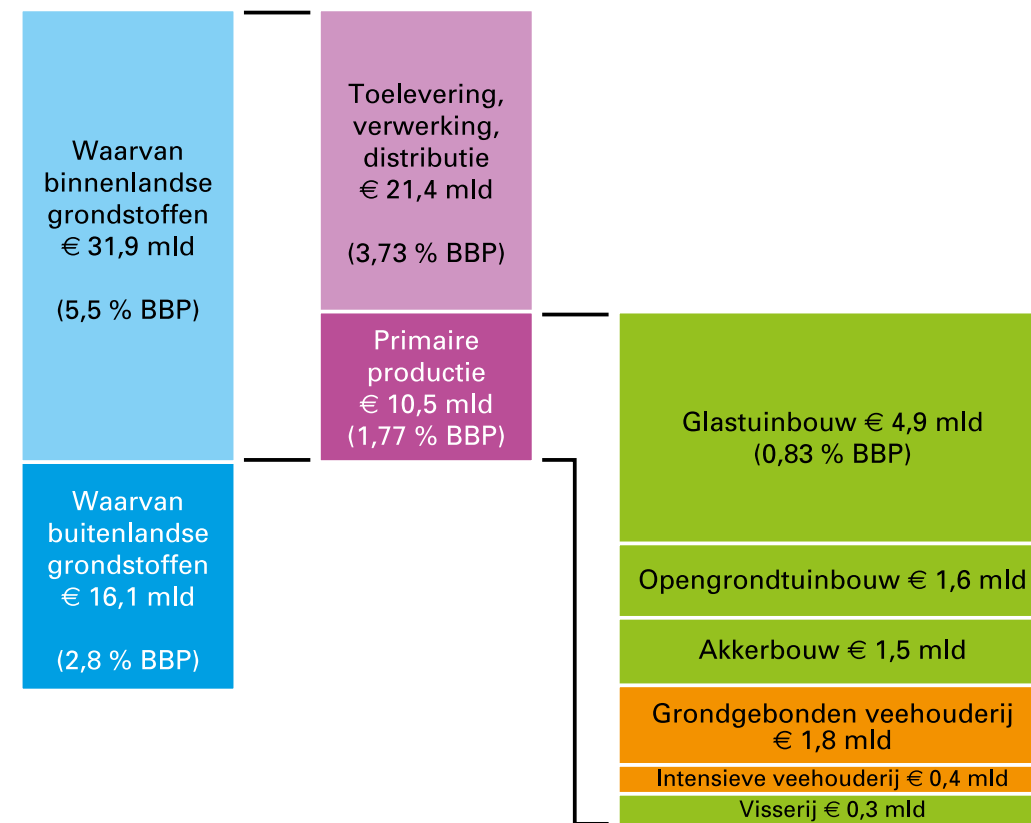 Waarvan
binnenlandse
grondstoffen
€ 31,9 mld
(5,5 % BBP)
Waarvan
buitenlandse
grondstoffen
€ 16,1 mld
(2,8 % BBP)
Toelevering,
verwerking,
distributie
€ 21,4 mld
(3,73 % BBP)
Primaire
productie
€ 10,5 mld
(1,77 % BBP)
Glastuinbouw € 4,9 mld
(0,83 % BBP)
Opengrondtuinbouw € 1,6 mld
Akkerbouw € 1,5 mld
Grondgebonden veehouderij
€ 1,8 mld
Intensieve veehouderij € 0,4 mld
Visserij € 0,3 mld